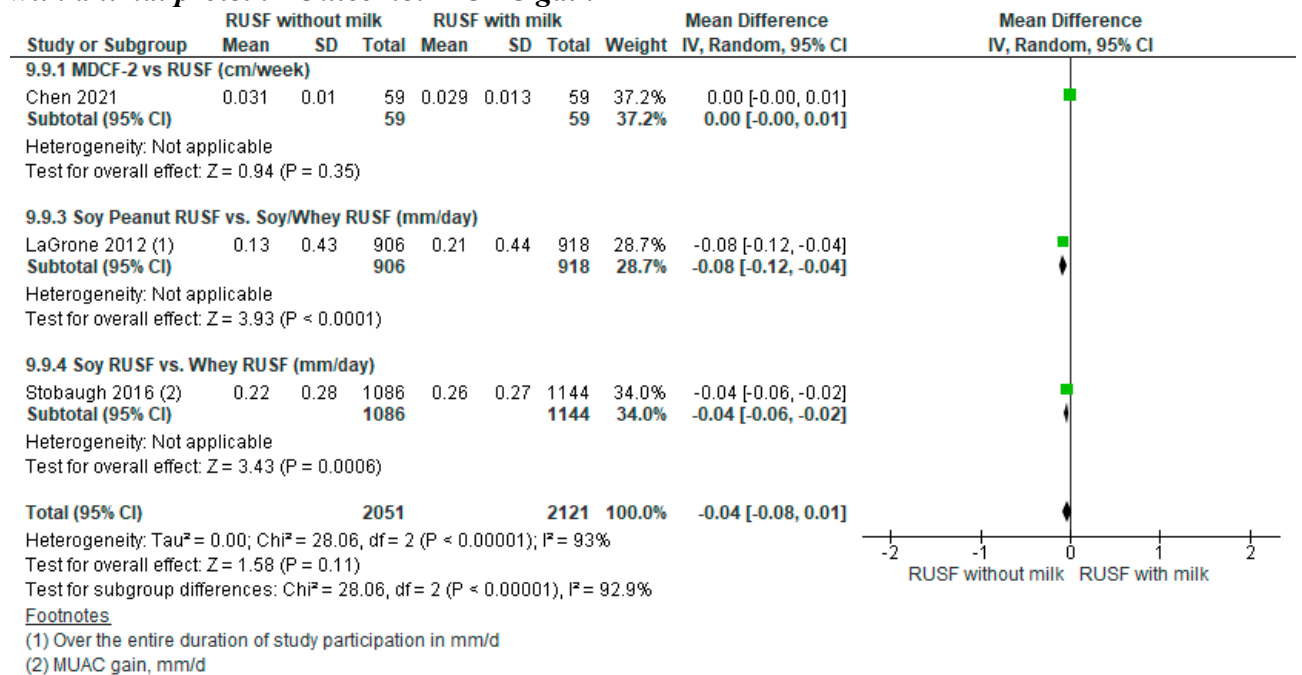 RUSF without milk RUSF with milk Mean Difference Mean Difference
Study or Subgroup Mean SD Total Mean SD Total Weight IV, Random, 95% CI IV, Random, 95% CI
9.9.1 MDCF-2 vs RUSF (cm/week)
Chen 2021 0.031 0.01 59 0.029 0.013 59 37.2% 0.00 [-0.00, 0.01]
Subtotal (95% CI) 59 59 37.2% 0.00 [-0.00, 0.01]
Heterogeneity: Not applicable
Test for overall effect: Z = 0.94 (P = 0.35)
9.9.3 Soy Peanut RUSF vs. Soy/Whey RUSF (mm/day)
LaGrone 2012 (1) 0.13 0.43 906 0.21 0.44 918 28.7% -0.08 [-0.12, -0.04]
Subtotal (95% CI) 906 918 28.7% -0.08 [-0.12, -0.04]
Heterogeneity: Not applicable
Test for overall effect: Z = 3.93 (P < 0.0001)
9.9.4 Soy RUSF vs. Whey RUSF (mm/day)
Stobaugh 2016 (2) 0.22 0.28 1086 0.26 0.27 1144 34.0% -0.04 [-0.06, -0.02]
Subtotal (95% CI) 1086 1144 34.0% -0.04 [-0.06, -0.02]
Heterogeneity: Not applicable
Test for overall effect: Z = 3.43 (P = 0.0006)
Total (95% CI) 2051 2121 100.0% -0.04 [-0.08, 0.01]
Heterogeneity: Tau² = 0.00; Chi² = 28.06, df = 2 (P < 0.00001); I² = 93%
Test for overall effect: Z = 1.58 (P = 0.11)
Test for subgroup differences: Chi² = 28.06, df = 2 (P < 0.00001), I² = 92.9%
-2 -1 0 1 2
RUSF without milk RUSF with milk
Footnotes
(1) Over the entire duration of study participation in mm/d
(2) MUAC gain, mm/d